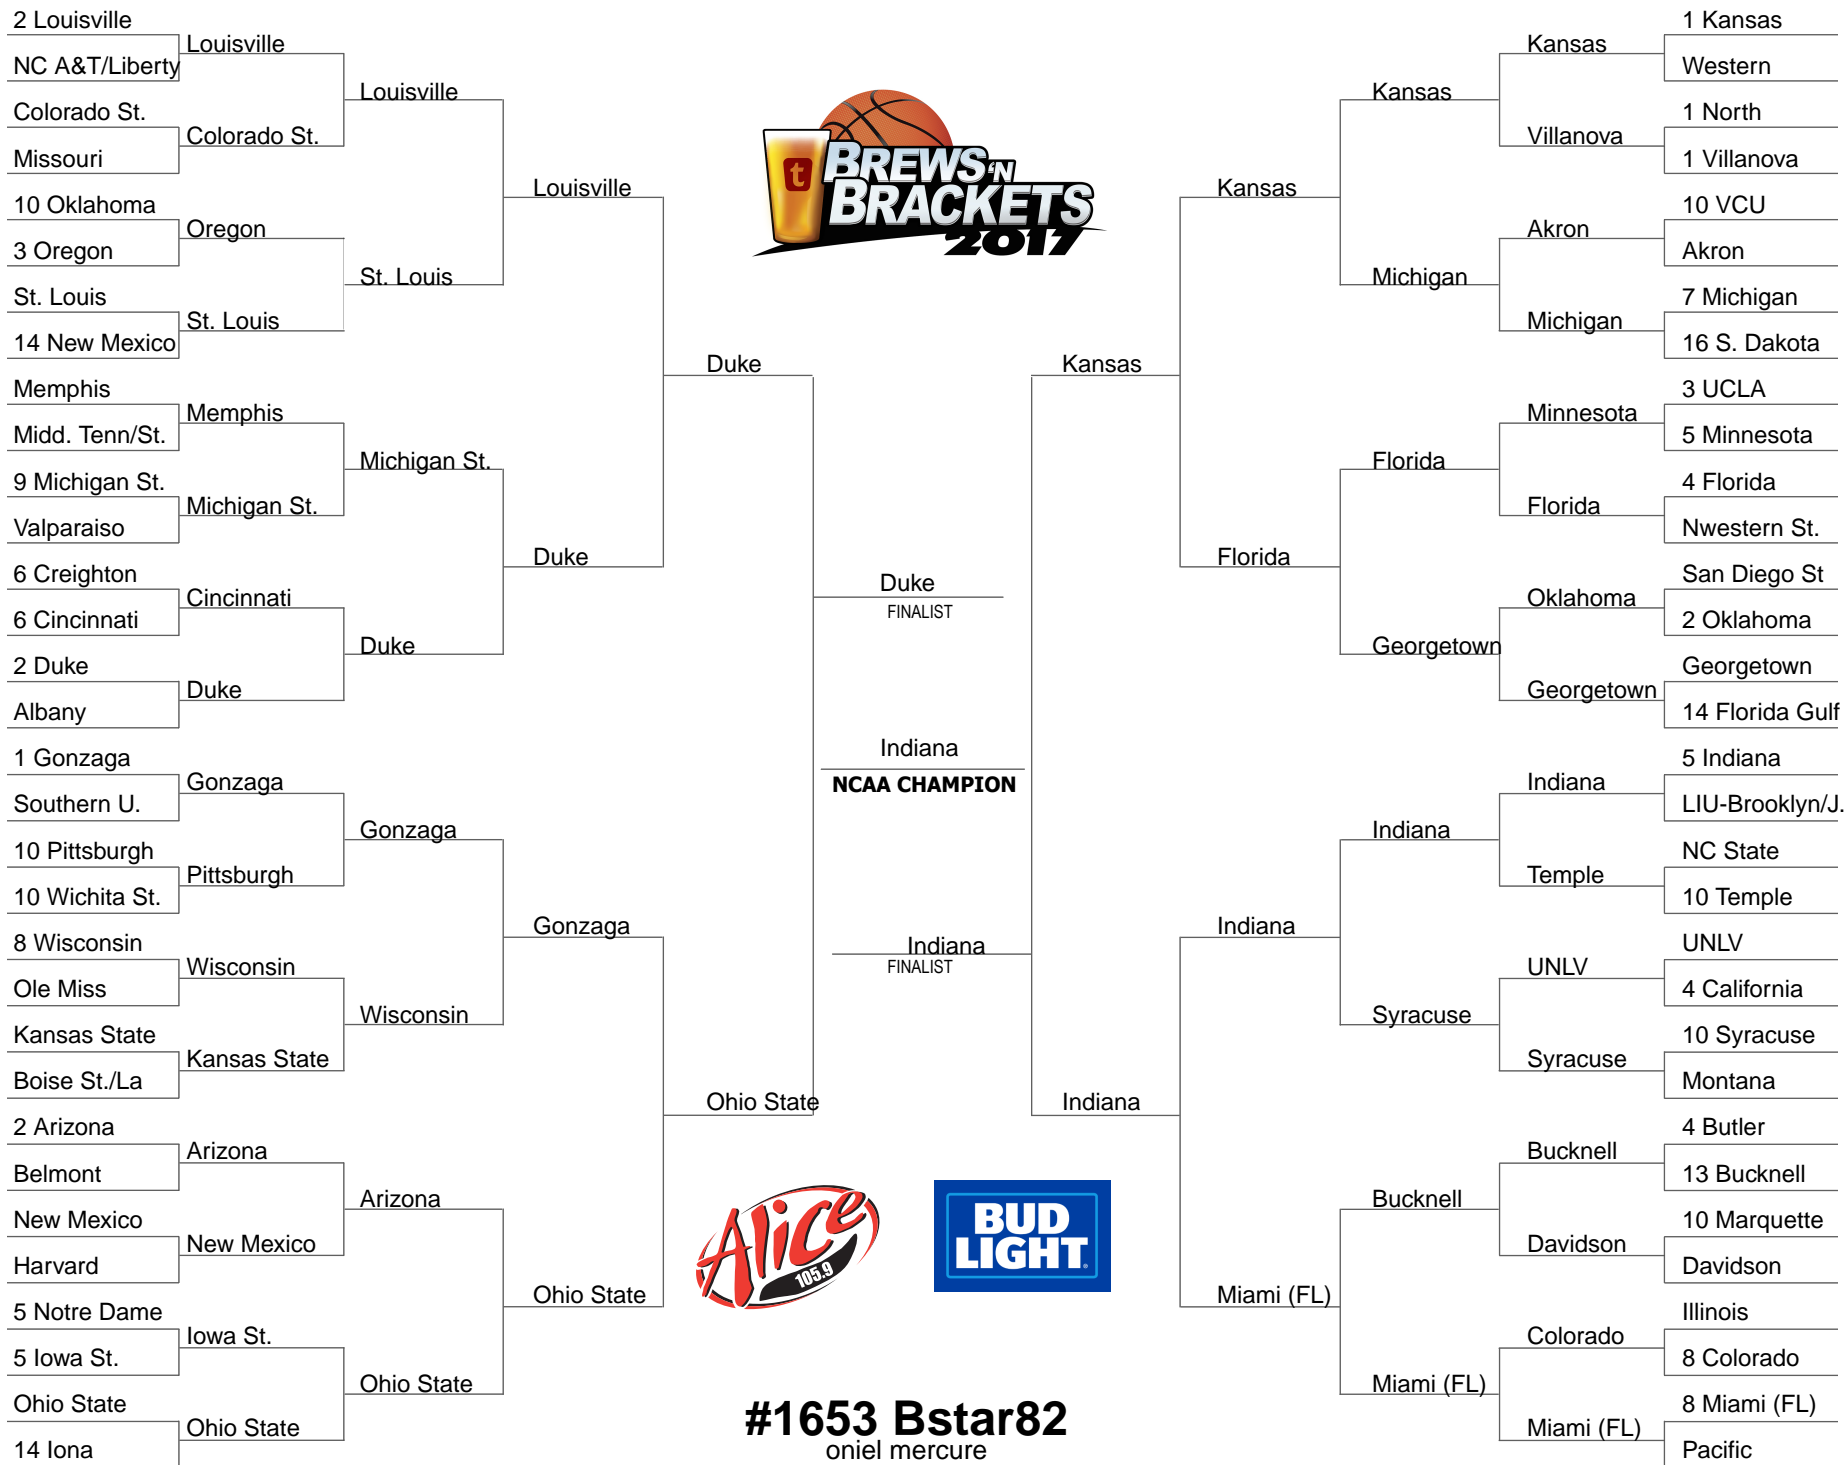 2 Louisville
NC A&T/Liberty
Colorado St.
Missouri
10 Oklahoma
3 Oregon
St. Louis
14 New Mexico
Memphis
Midd. Tenn/St.
9 Michigan St.
Valparaiso
6 Creighton
6 Cincinnati
2 Duke
Albany
1 Gonzaga
Southern U.
10 Pittsburgh
10 Wichita St.
8 Wisconsin
Ole Miss
Kansas State
Boise St./La
2 Arizona
Belmont
New Mexico
Harvard
5 Notre Dame
5 Iowa St.
Ohio State
14 Iona
Louisville
Colorado St.
Oregon
St. Louis
Memphis
Michigan St.
Cincinnati
Duke
Gonzaga
Pittsburgh
Wisconsin
Kansas State
Arizona
New Mexico
Iowa St.
Ohio State
Louisville
St. Louis
Michigan St.
Duke
Gonzaga
Wisconsin
Arizona
Ohio State
Louisville
Duke
Gonzaga
Ohio State
Duke
Ohio State
t
BREWS 'N
BRACKETS
2017
Duke
FINALIST
Indiana
NCAA CHAMPION
Indiana
FINALIST
Alice
105.9
BUD
LIGHT
#1653 Bstar82
oniel mercure
Kansas
Indiana
Kansas
Florida
Indiana
Miami (FL)
Kansas
Michigan
Florida
Georgetown
Indiana
Syracuse
Bucknell
Miami (FL)
Kansas
Villanova
Akron
Michigan
Minnesota
Florida
Oklahoma
Georgetown
Indiana
Temple
UNLV
Syracuse
Bucknell
Davidson
Colorado
Miami (FL)
1 Kansas
Western
1 North
1 Villanova
10 VCU
Akron
7 Michigan
16 S. Dakota
3 UCLA
5 Minnesota
4 Florida
Nwestern St.
San Diego St
2 Oklahoma
Georgetown
14 Florida Gulf
5 Indiana
LIU-Brooklyn/J.
NC State
10 Temple
UNLV
4 California
10 Syracuse
Montana
4 Butler
13 Bucknell
10 Marquette
Davidson
Illinois
8 Colorado
8 Miami (FL)
Pacific